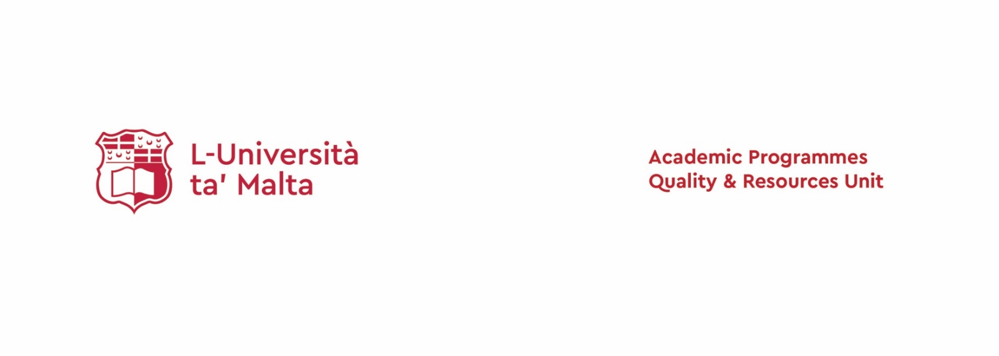 L-Università
ta' Malta
Academic Programmes
Quality & Resources Unit